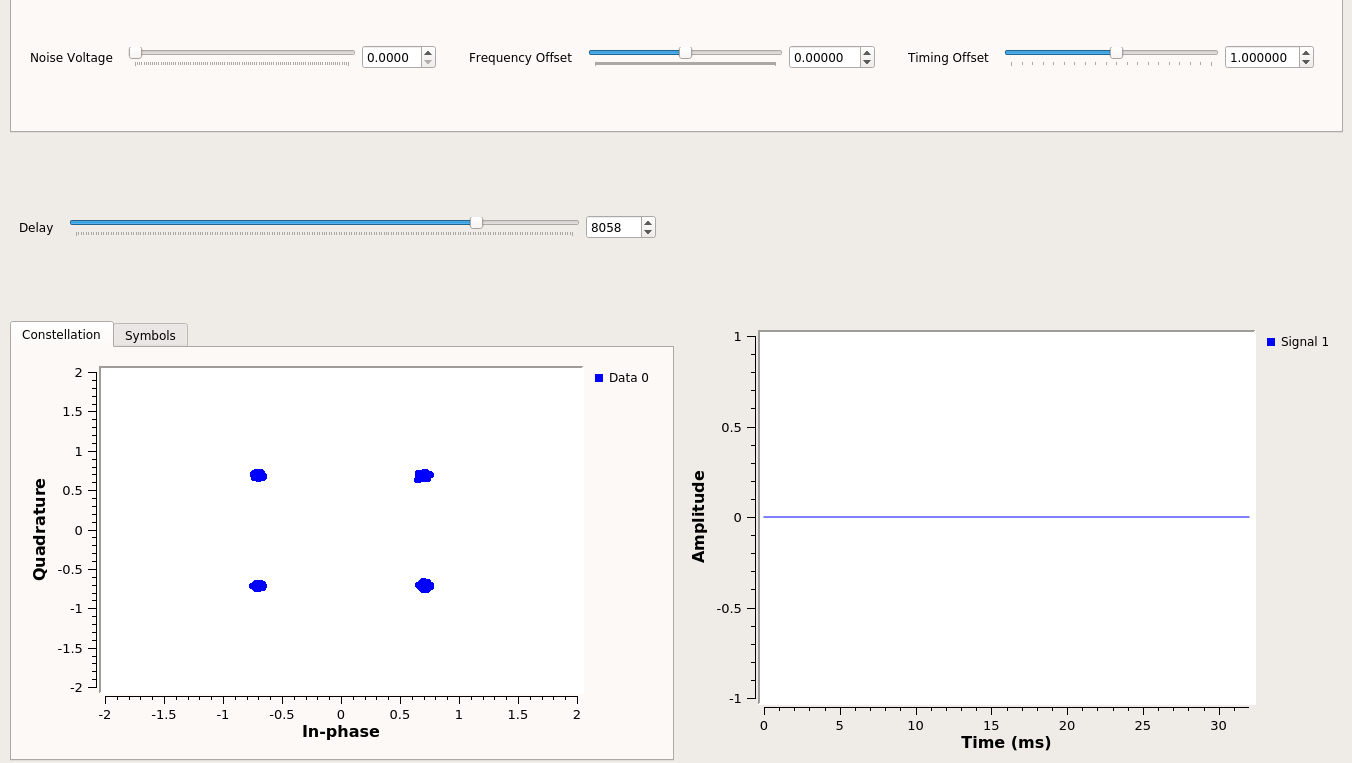 Noise Voltage 0.0000 Frequency Offset 0.00000 Timing Offset 1.000000
Delay 8058
Constellation Symbols
Data 0
2
1.5
1
0.5
0
-0.5
-1
-1.5
-2
Quadrature
-2 -1.5 -1 -0.5 0 0.5 1 1.5 2
In-phase
Signal 1
1
0.5
0
-0.5
-1
Amplitude
0 5 10 15 20 25 30
Time (ms)